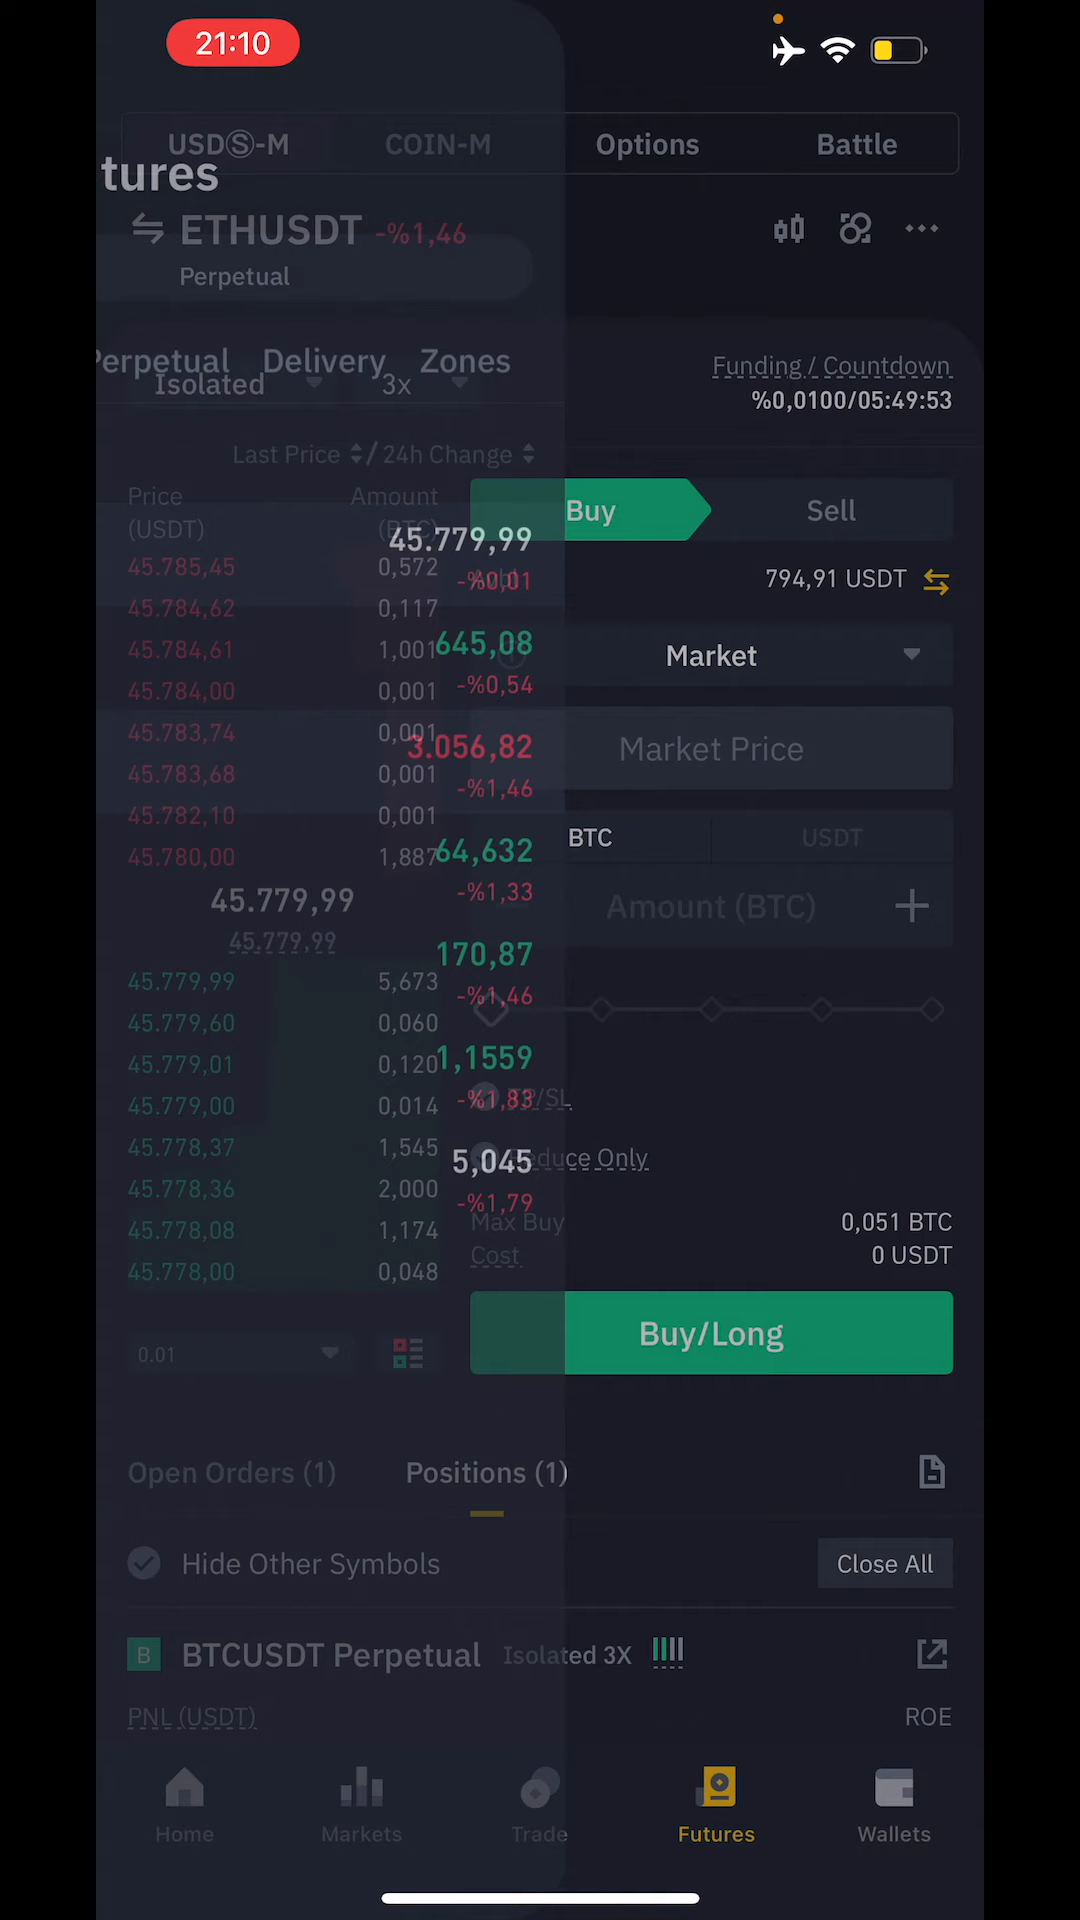 21:10
USDⓈ-M COIN-M Options Battle
tures
ETHUSDT -%1,46
Perpetual
Perpetual Delivery Zones
Isolated 3x
Funding / Countdown
%0,0100/05:49:53
Last Price / 24h Change
Price Amount
(USDT) (BTC)
Buy Sell
45.779,99
-%0,01
794,91 USDT
45.785,45 0,572
45.784,62 0,117
45.784,61 1,001
645,08
-%0,54
Market
45.784,00 0,001
45.783,74 0,001
3.056,82
-%1,46
Market Price
45.783,68 0,001
45.782,10 0,001
45.780,00 1,887
64,632
-%1,33
BTC USDT
Amount (BTC)
45.779,99
45.779,99
170,87
-%1,46
45.779,99 5,673
45.779,60 0,060
45.779,01 0,120
1,1559
-%1,83
TP/SL
45.779,00 0,014
45.778,37 1,545
5,045
-%1,79
Reduce Only
45.778,36 2,000
45.778,08 1,174
45.778,00 0,048
Max Buy 0,051 BTC
Cost 0 USDT
Buy/Long
0.01
Open Orders (1) Positions (1)
Hide Other Symbols Close All
B BTCUSDT Perpetual Isolated 3X
PNL (USDT) ROE
Home Markets Trade Futures Wallets